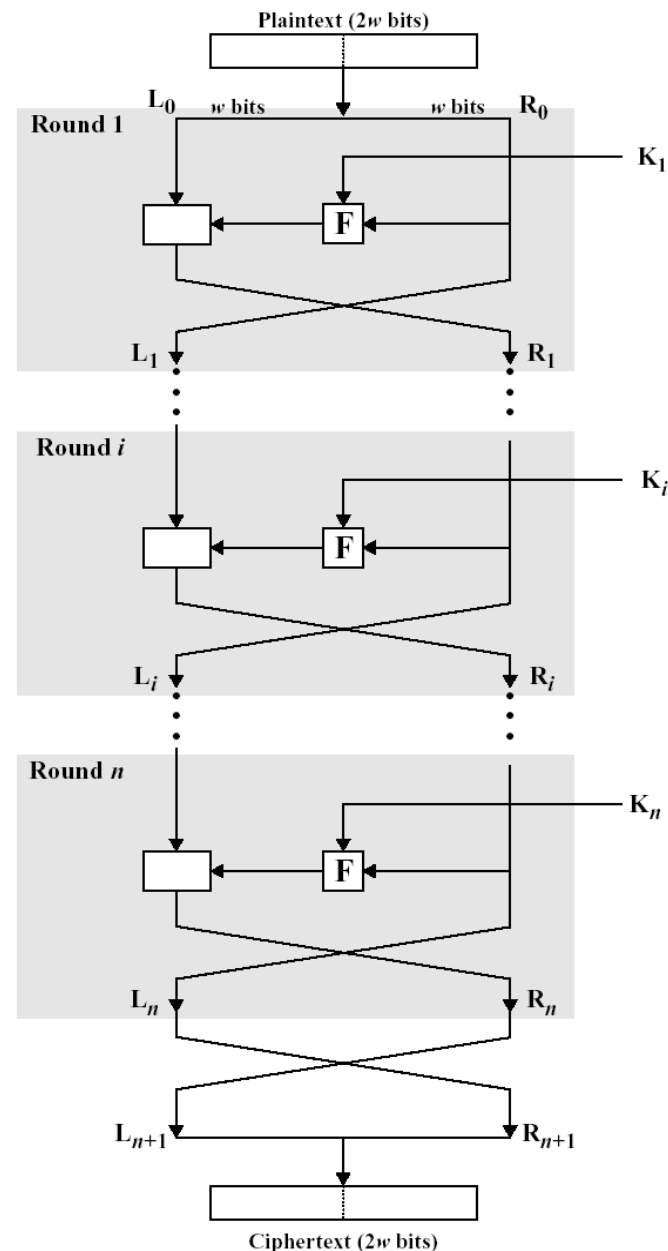 Plaintext (2w bits)
L0 w bits w bits R0
Round 1
K1
F
L1 R1
Round i
Ki
F
Li Ri
Round n
Kn
F
Ln Rn
Ln+1 Rn+1
Ciphertext (2w bits)